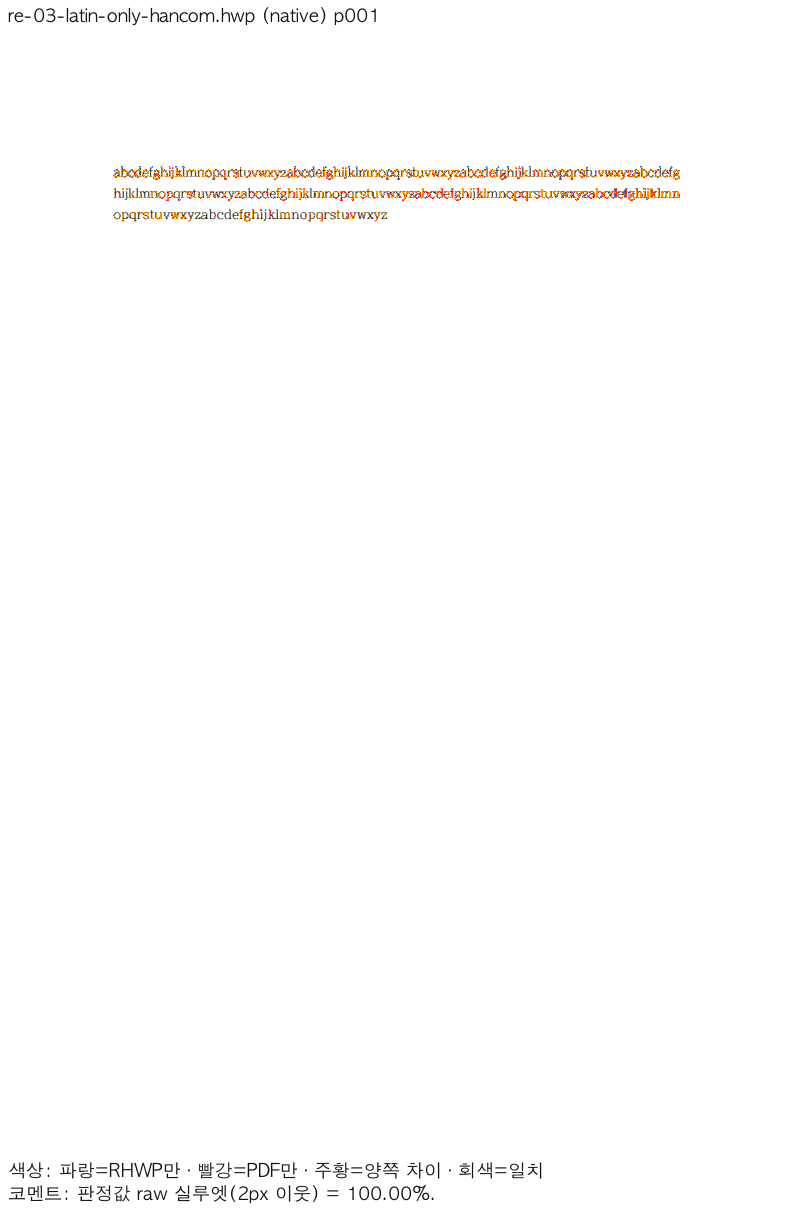 re-03-latin-only-hancom.hwp (native) p001
abcdefghijklmnopqrstuvwxyzabcdefghijklmnopqrstuvwxyzabcdefghijklmnopqrstuvwxyzabcdefg
hijklmnopqrstuvwxyzabcdefghijklmnopqrstuvwxyzabcdefghijklmnopqrstuvwxyzabcdefghijklmn
opqrstuvwxyzabcdefghijklmnopqrstuvwxyz
색상: 파랑=RHWP만 · 빨강=PDF만 · 주황=양쪽 차이 · 회색=일치
코멘트: 판정값 raw 실루엣(2px 이웃) = 100.00%.